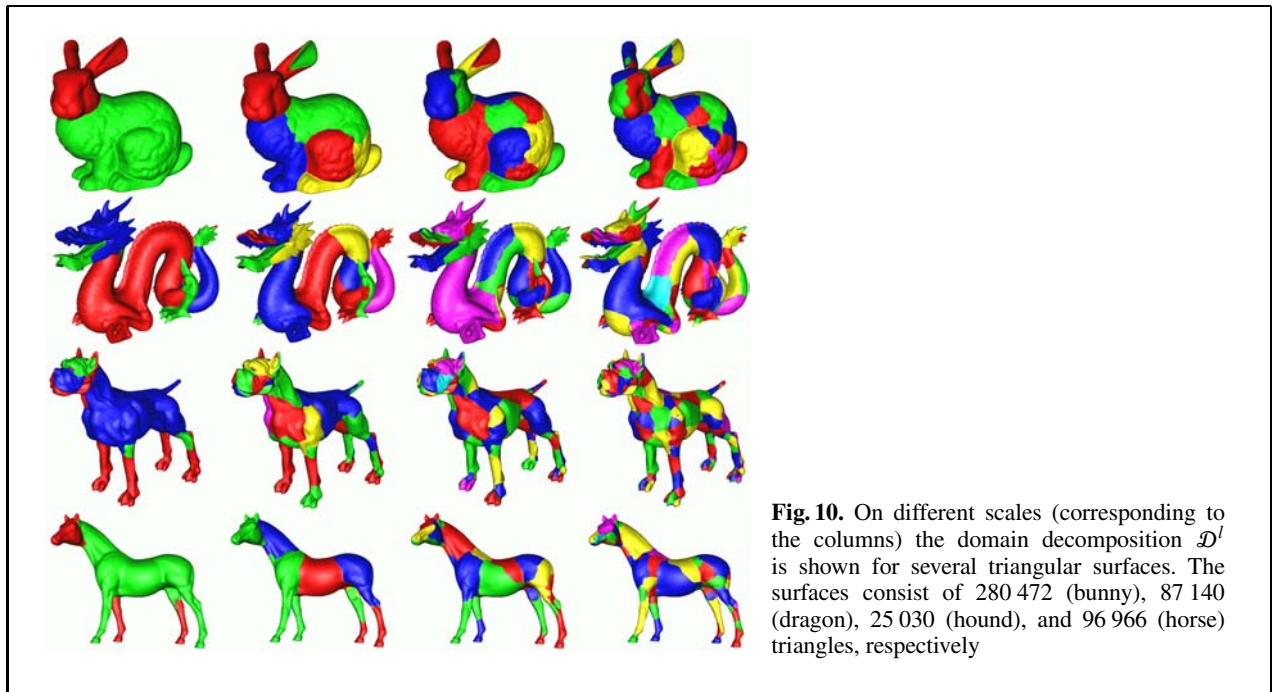 Fig. 10. On different scales (corresponding to
the columns) the domain decomposition 𝒟^l
is shown for several triangular surfaces. The
surfaces consist of 280 472 (bunny), 87 140
(dragon), 25 030 (hound), and 96 966 (horse)
triangles, respectively